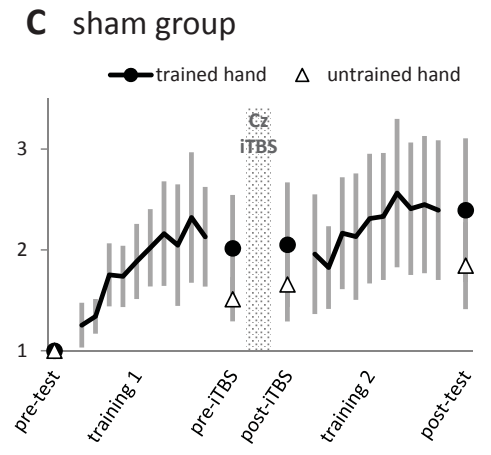 C sham group
trained hand untrained hand
Cz
iTBS
3
2
1
pre-test
training 1
pre-iTBS
post-iTBS
training 2
post-test